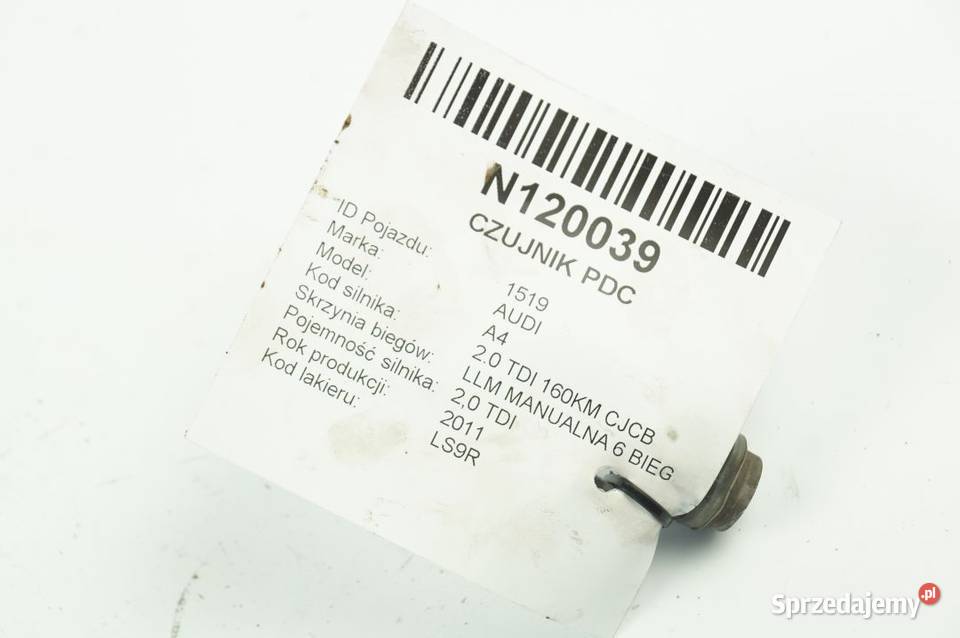 N120039
CZUJNIK PDC
ID Pojazdu: 1519
Marka: AUDI
Model: A4
Kod silnika: 2.0 TDI 160KM CJCB
Skrzynia biegów: LLM MANUALNA 6 BIEG
Pojemność silnika: 2,0 TDI
Rok produkcji: 2011
Kod lakieru: LS9R
Sprzedajemy.pl